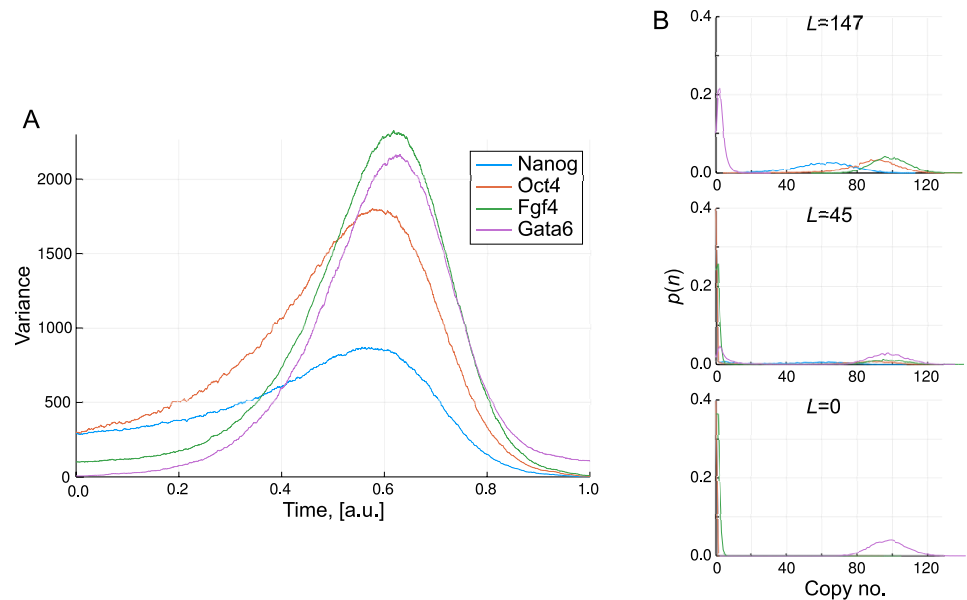 A
Variance
2000
1500
1000
500
0
0.0 0.2 0.4 0.6 0.8 1.0
Time, [a.u.]
Nanog
Oct4
Fgf4
Gata6
B
L=147
0.4
0.2
0.0
0 40 80 120
L=45
p(n)
0.4
0.2
0.0
0 40 80 120
L=0
0.4
0.2
0.0
0 40 80 120
Copy no.